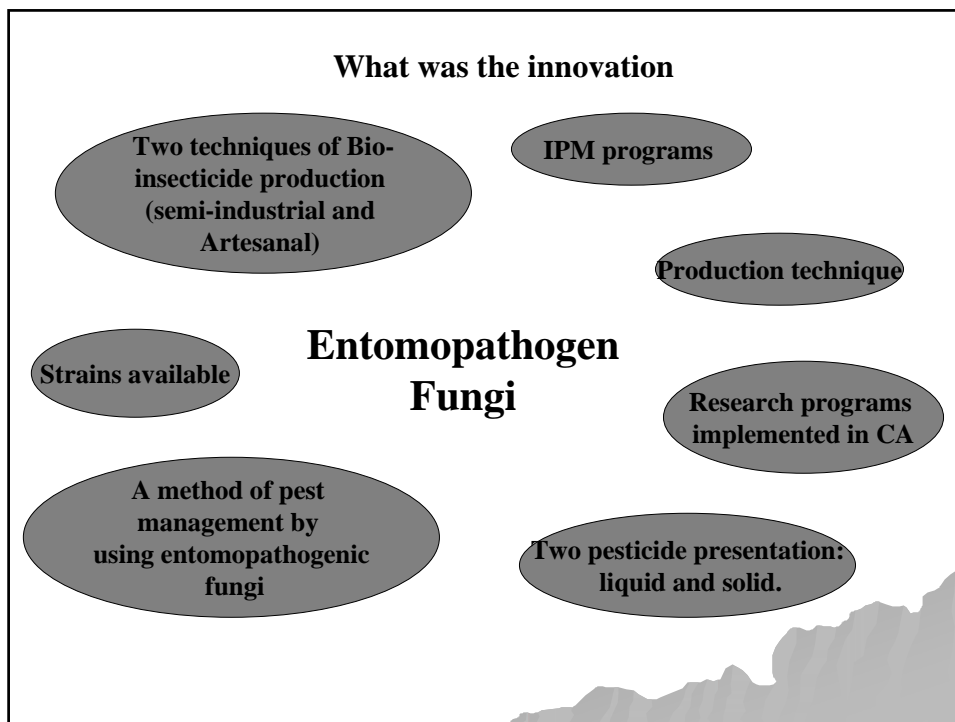 What was the innovation
Two techniques of Bio-
insecticide production
(semi-industrial and
Artesanal)
IPM programs
Production technique
Strains available
Entomopathogen
Fungi
Research programs
implemented in CA
A method of pest
management by
using entomopathogenic
fungi
Two pesticide presentation:
liquid and solid.